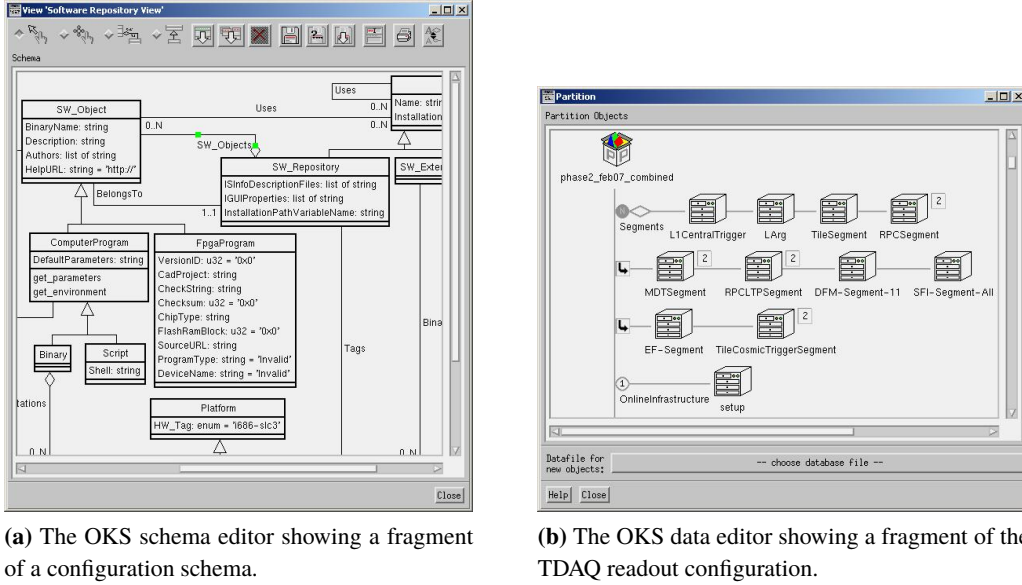 View 'Software Repository View'
Schema
Uses
Uses
0..N
Name: strin
Installation
SW_Object
BinaryName: string
Description: string
Authors: list of string
HelpURL: string = "http://"
0..N
0..N
SW_Objects
SW_Repository
ISInfoDescriptionFiles: list of string
IGUIProperties: list of string
InstallationPathVariableName: string
SW_Exter
BelongsTo
1..1
ComputerProgram
DefaultParameters: string
get_parameters
get_environment
FpgaProgram
VersionID: u32 = "0x0"
CadProject: string
CheckString: string
Checksum: u32 = "0x0"
ChipType: string
FlashRamBlock: u32 = "0x0"
SourceURL: string
ProgramType: string = "Invalid"
DeviceName: string = "Invalid"
Bina
Tags
Binary
Script
Shell: string
tations
Platform
HW_Tag: enum = "i686-slc3"
0..N
0..N
Close
(a) The OKS schema editor showing a fragment
of a configuration schema.
Partition
Partition Objects
phase2_feb07_combined
N
Segments
L1CentralTrigger
LArg
TileSegment
RPCSegment
2
MDTSegment
2
RPCLTPSegment
2
DFM-Segment-11
SFI-Segment-All
EF-Segment
TileCosmicTriggerSegment
2
1
OnlineInfrastructure
setup
Datafile for
new objects:
-- choose database file --
Help Close
(b) The OKS data editor showing a fragment of the
TDAQ readout configuration.